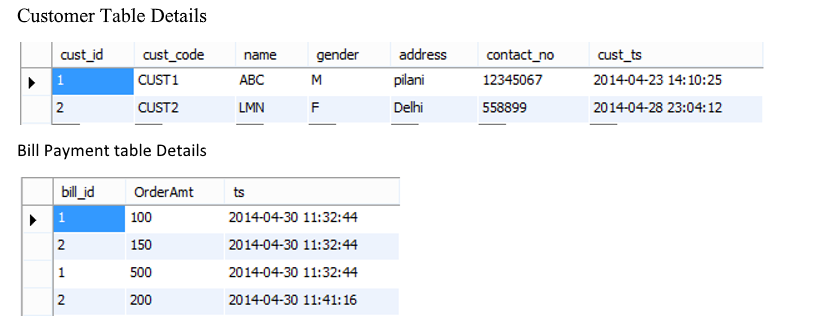 Customer Table Details
cust_id cust_code name gender address contact_no cust_ts
1 CUST1 ABC M pilani 12345067 2014-04-23 14:10:25
2 CUST2 LMN F Delhi 558899 2014-04-28 23:04:12
Bill Payment table Details
bill_id OrderAmt ts
1 100 2014-04-30 11:32:44
2 150 2014-04-30 11:32:44
1 500 2014-04-30 11:32:44
2 200 2014-04-30 11:41:16